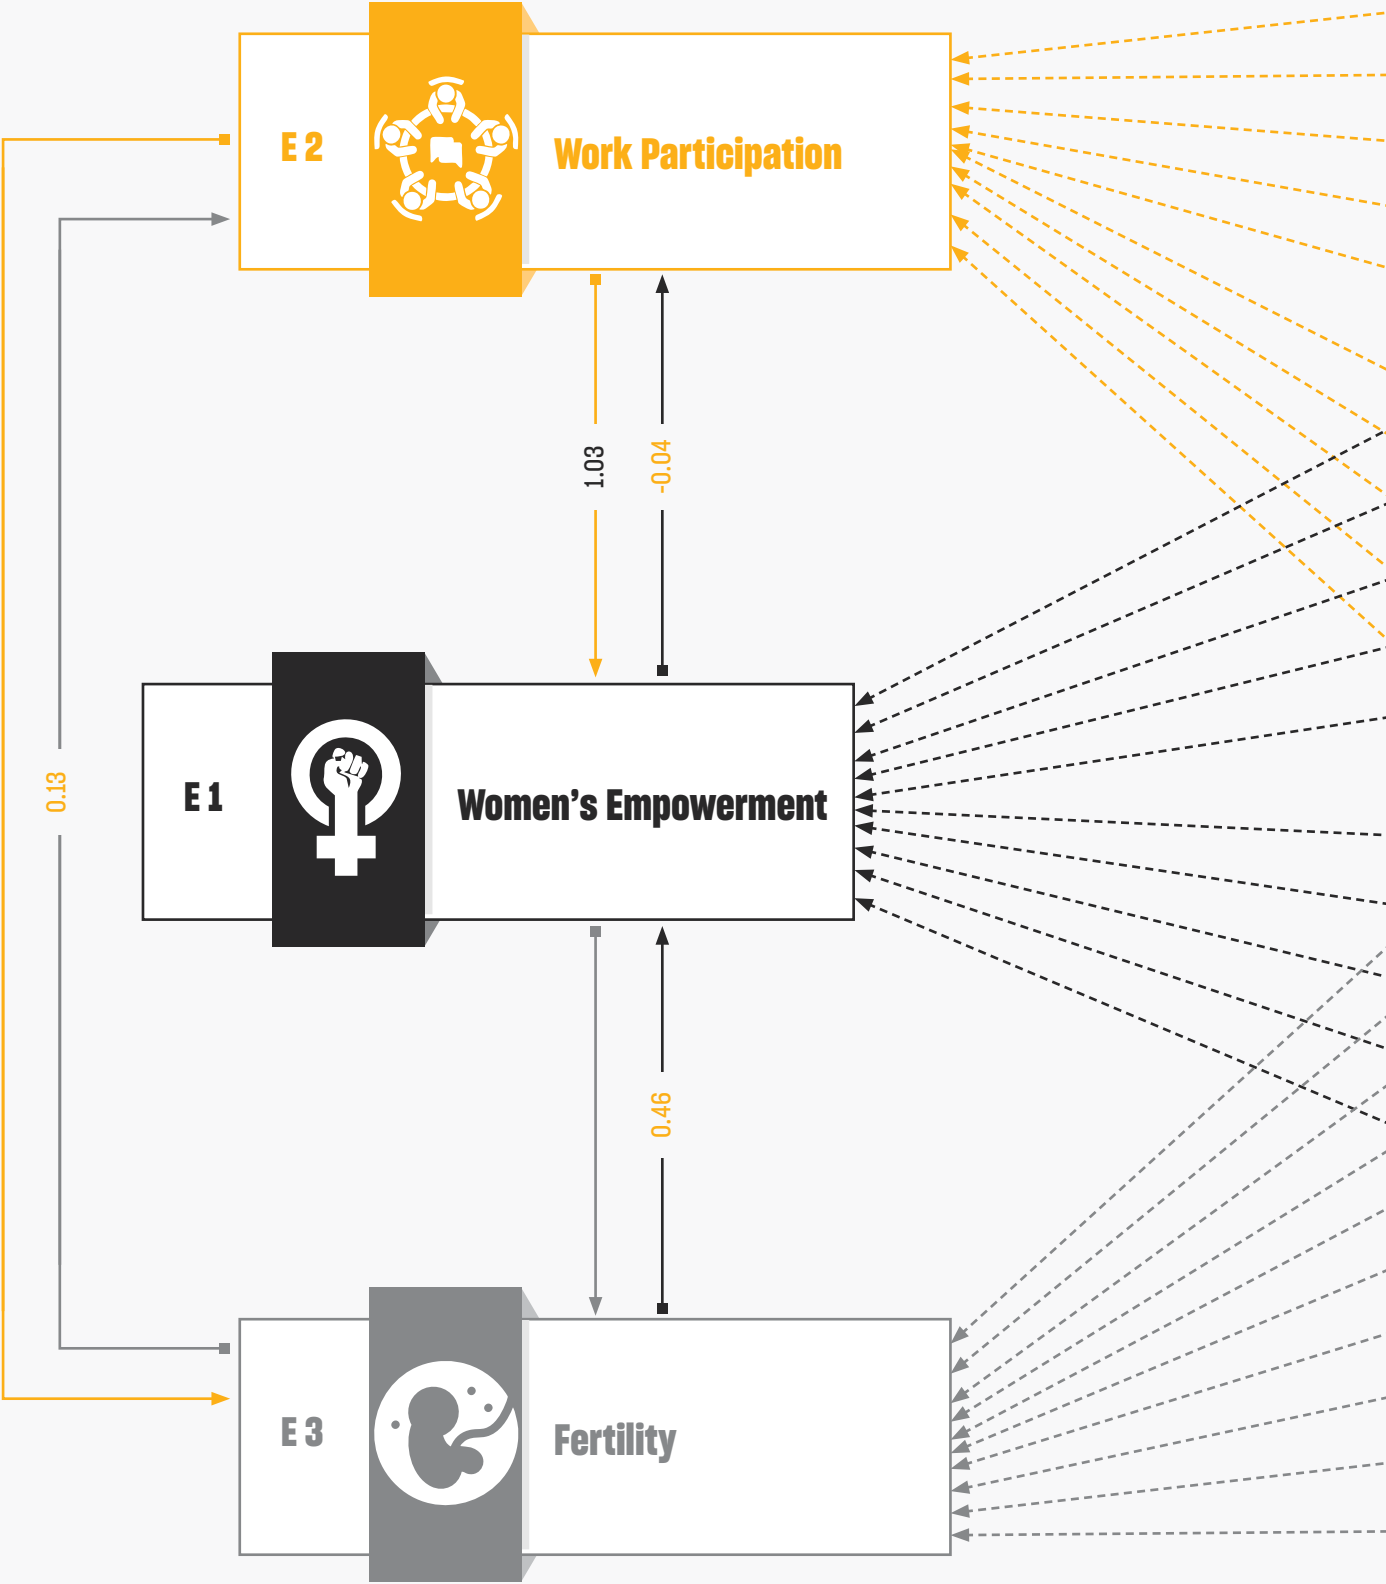 E 2
Work Participation
1.03
-0.04
E 1
Women’s Empowerment
0.13
0.46
E 3
Fertility